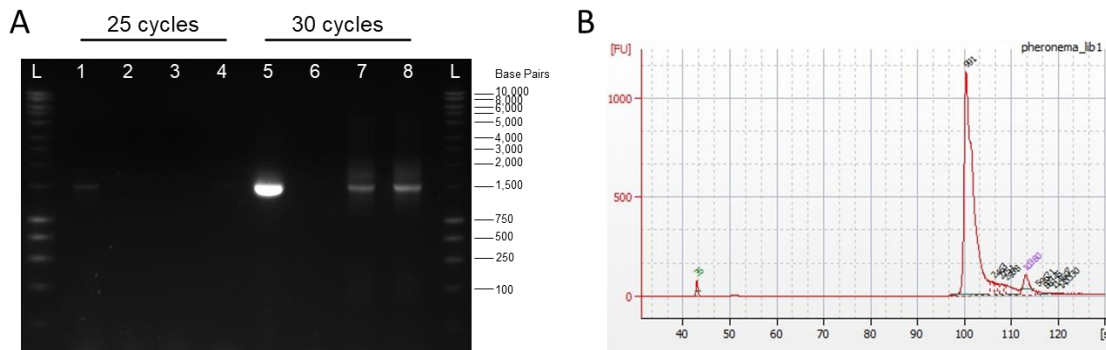 A
25 cycles
30 cycles
L 1 2 3 4 5 6 7 8 L
Base Pairs
10,000
8,000
6,000
5,000
4,000
3,000
2,000
1,500
750
500
250
100
B
[FU]
pheronema_lib1
1000
500
0
35
991
10380
40 50 60 70 80 90 100 110 120 [s